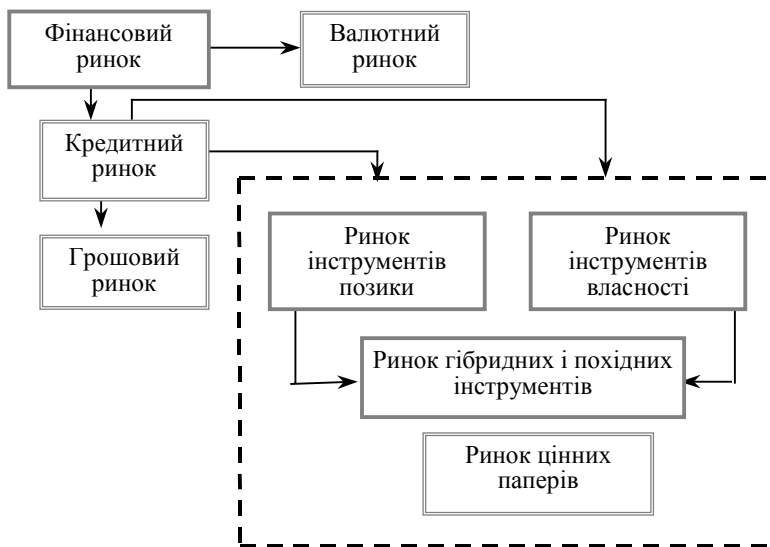 Фінансовий
ринок
Валютний
ринок
Кредитний
ринок
Грошовий
ринок
Ринок
інструментів
позики
Ринок
інструментів
власності
Ринок гібридних і похідних
інструментів
Ринок цінних
паперів